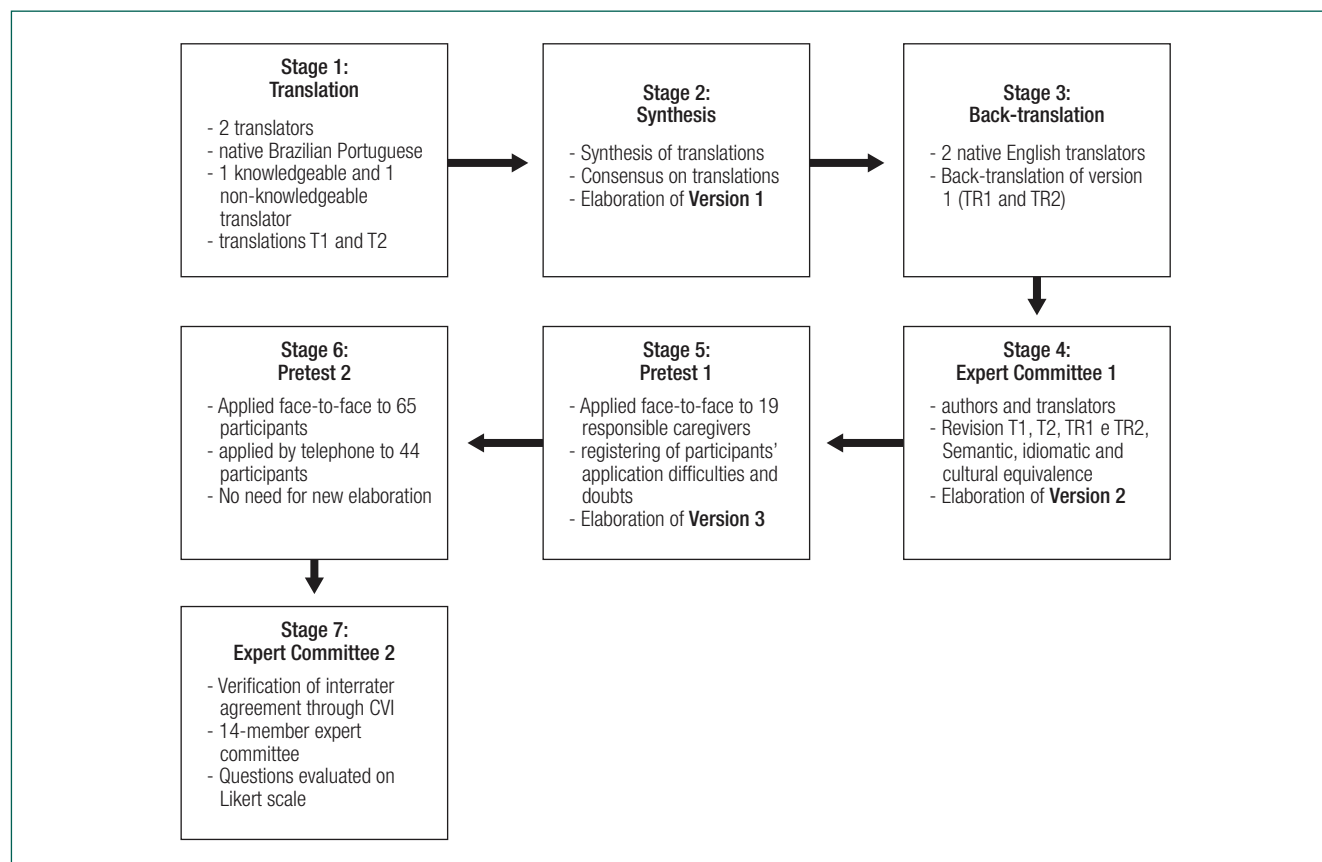 Stage 1:
Translation
- 2 translators
- native Brazilian Portuguese
- 1 knowledgeable and 1
non-knowledgeable
translator
- translations T1 and T2
Stage 2:
Synthesis
- Synthesis of translations
- Consensus on translations
- Elaboration of Version 1
Stage 3:
Back-translation
- 2 native English translators
- Back-translation of version
1 (TR1 and TR2)
Stage 4:
Expert Committee 1
- authors and translators
- Revision T1, T2, TR1 e TR2,
Semantic, idiomatic and
cultural equivalence
- Elaboration of Version 2
Stage 5:
Pretest 1
- Applied face-to-face to 19
responsible caregivers
- registering of participants’
application difficulties and
doubts
- Elaboration of Version 3
Stage 6:
Pretest 2
- Applied face-to-face to 65
participants
- applied by telephone to 44
participants
- No need for new elaboration
Stage 7:
Expert Committee 2
- Verification of interrater
agreement through CVI
- 14-member expert
committee
- Questions evaluated on
Likert scale